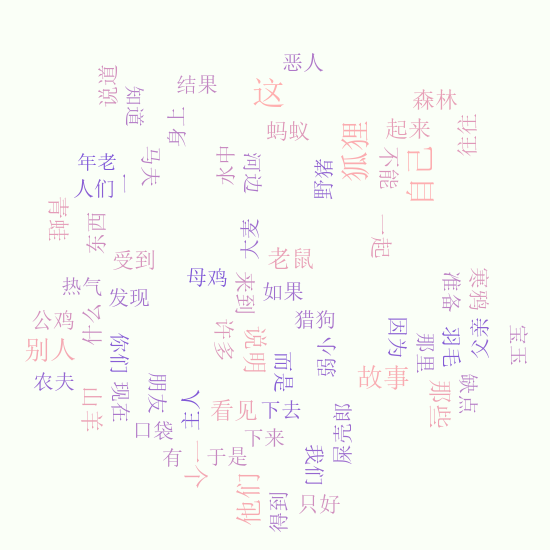 恶人
结果
说道
知道
这
森林
身上
蚂蚁
狐狸
起来
往往
马夫
水中
河边
野猪
不能
自己
年老
人们
一
青蛙
东西
大麦
一起
受到
老鼠
母鸡
来到
如果
热气
发现
准备
寒鸦
公鸡
什么
猎狗
别人
你们
许多
说明
而是
小弱
因为
那里
羽毛
父亲
宝玉
农夫
山羊
现在
朋友
主人
看见
下去
故事
那些
缺点
口袋
下来
屎壳郎
有
于是
一个
我们
他们
得到
只好